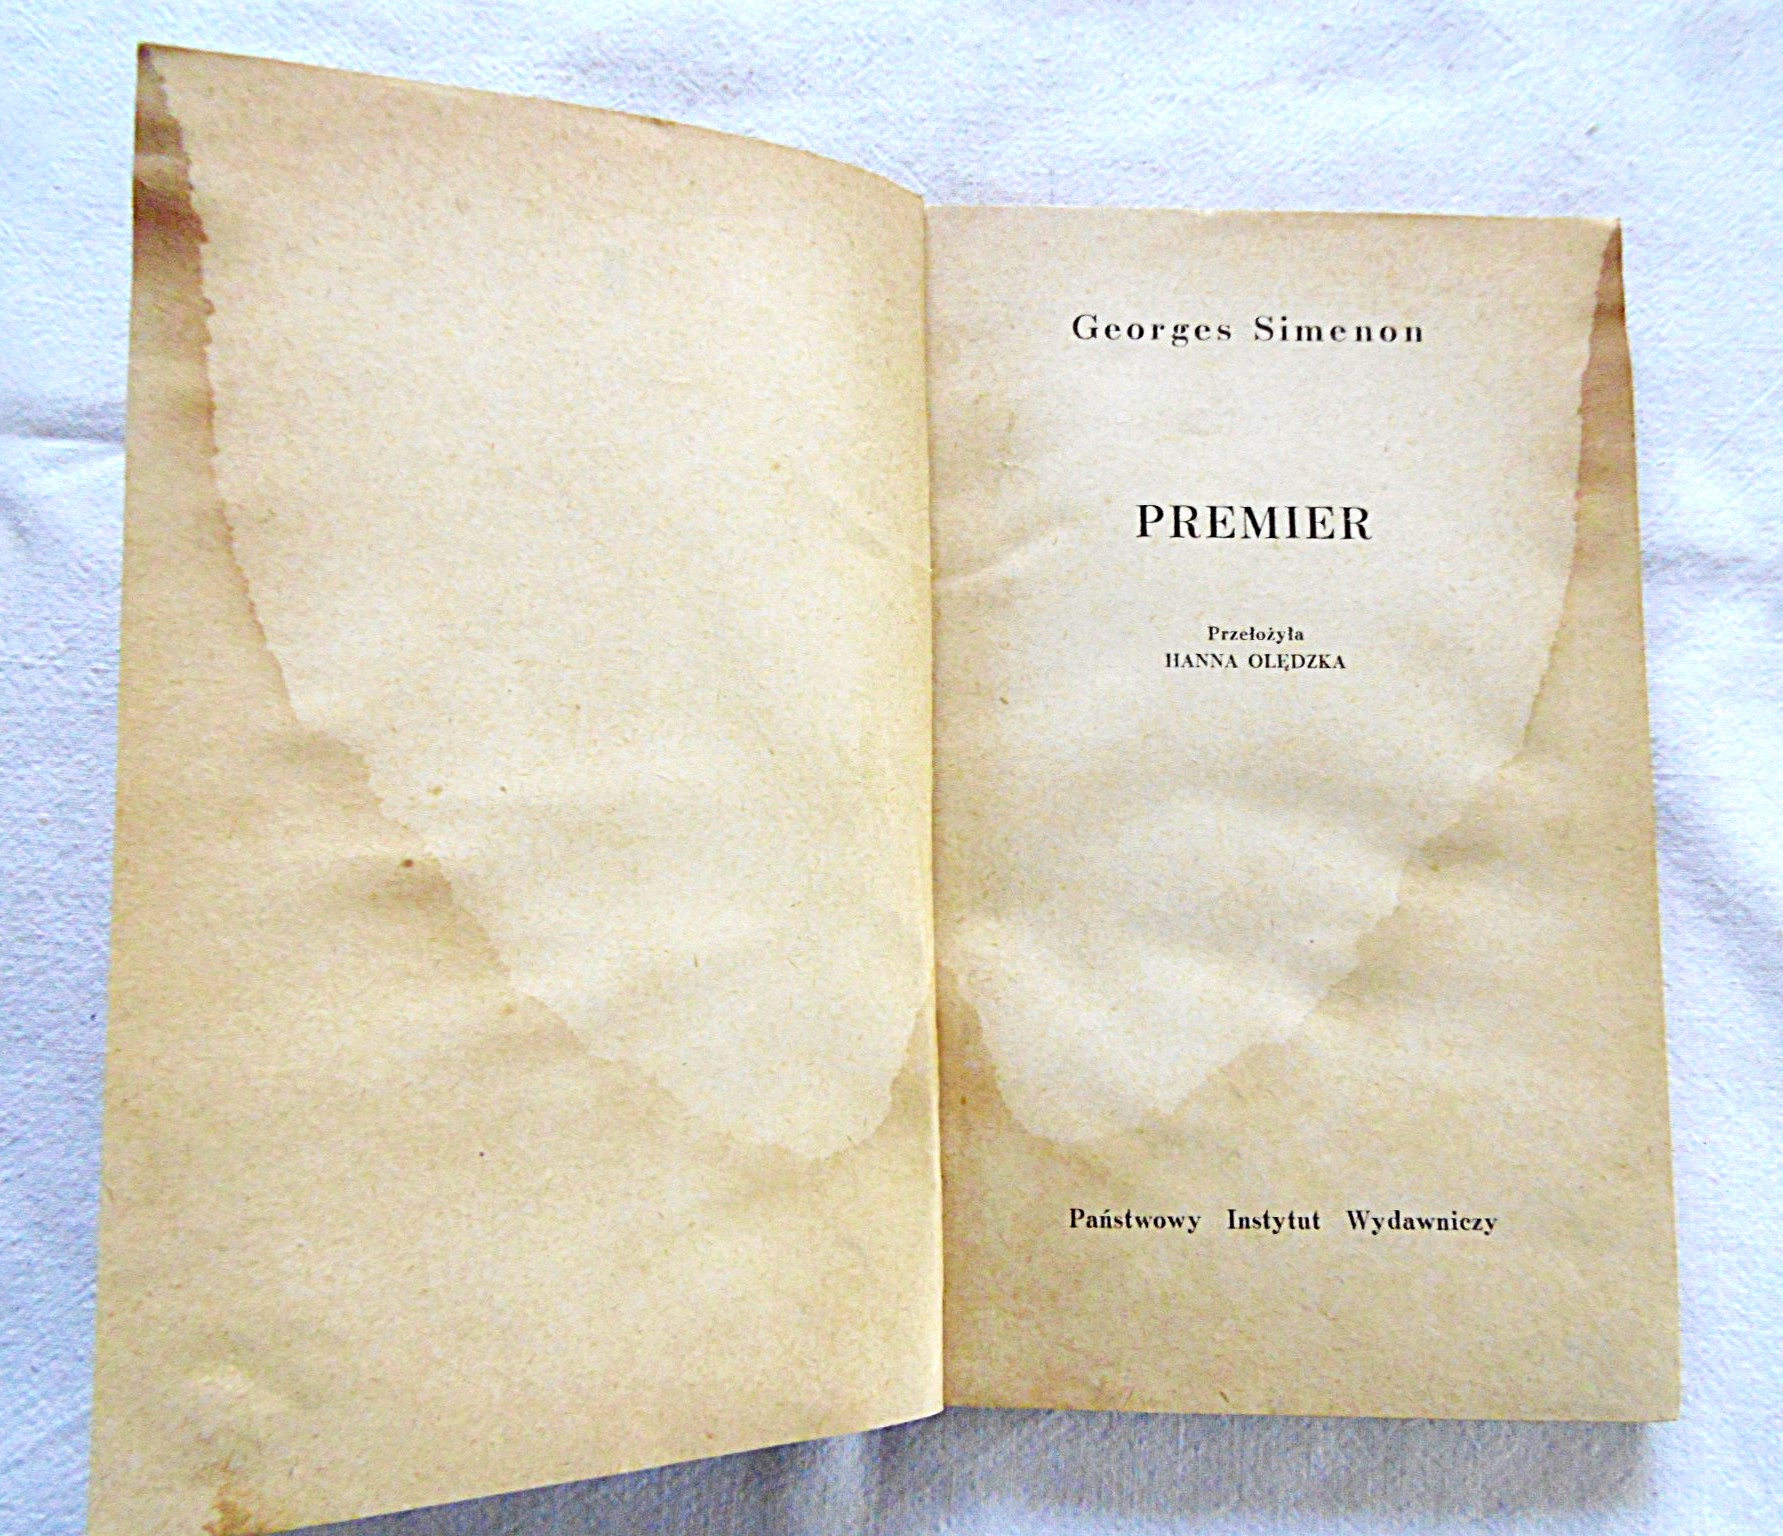 Georges Simenon
PREMIER
Przełożyła
HANNA OLĘDZKA
Państwowy Instytut Wydawniczy